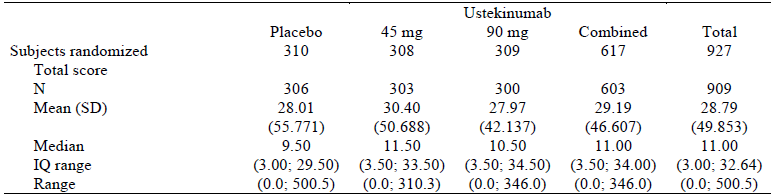 Ustekinumab
Placebo 45 mg 90 mg Combined Total
Subjects randomized 310 308 309 617 927
Total score
N 306 303 300 603 909
Mean (SD) 28.01 30.40 27.97 29.19 28.79
(55.771) (50.688) (42.137) (46.607) (49.853)
Median 9.50 11.50 10.50 11.00 11.00
IQ range (3.00; 29.50) (3.50; 33.50) (3.50; 34.50) (3.50; 34.00) (3.00; 32.64)
Range (0.0; 500.5) (0.0; 310.3) (0.0; 346.0) (0.0; 346.0) (0.0; 500.5)